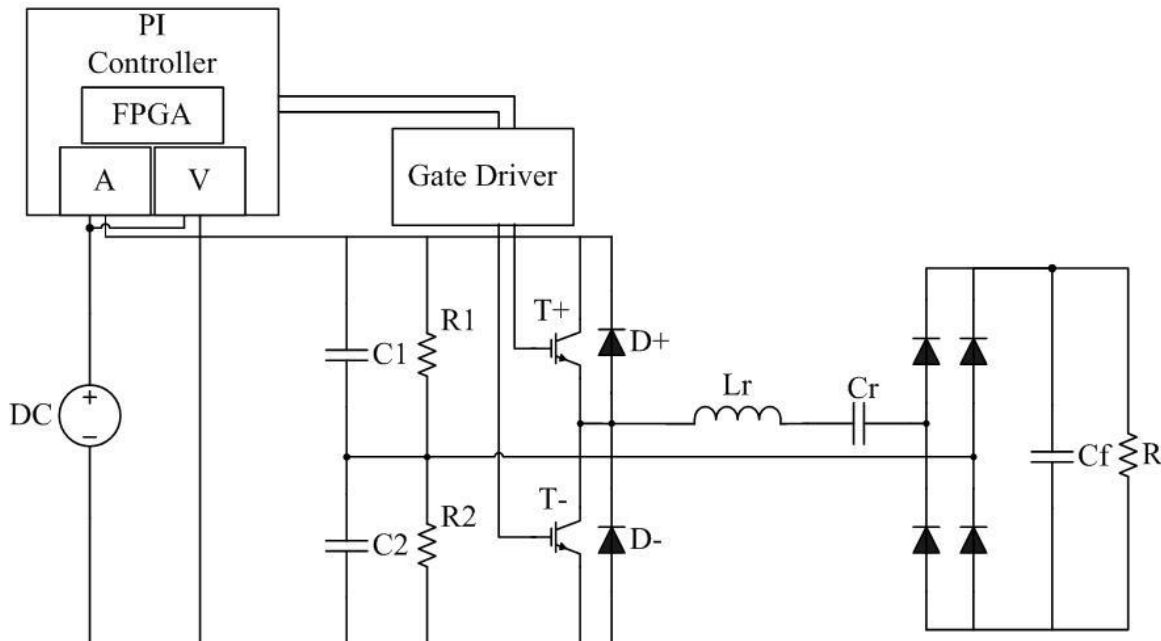 PI
Controller
FPGA
A
V
Gate Driver
T+
D+
R1
C1
Lr
Cr
DC
+
−
Cf
R
T-
D-
R2
C2